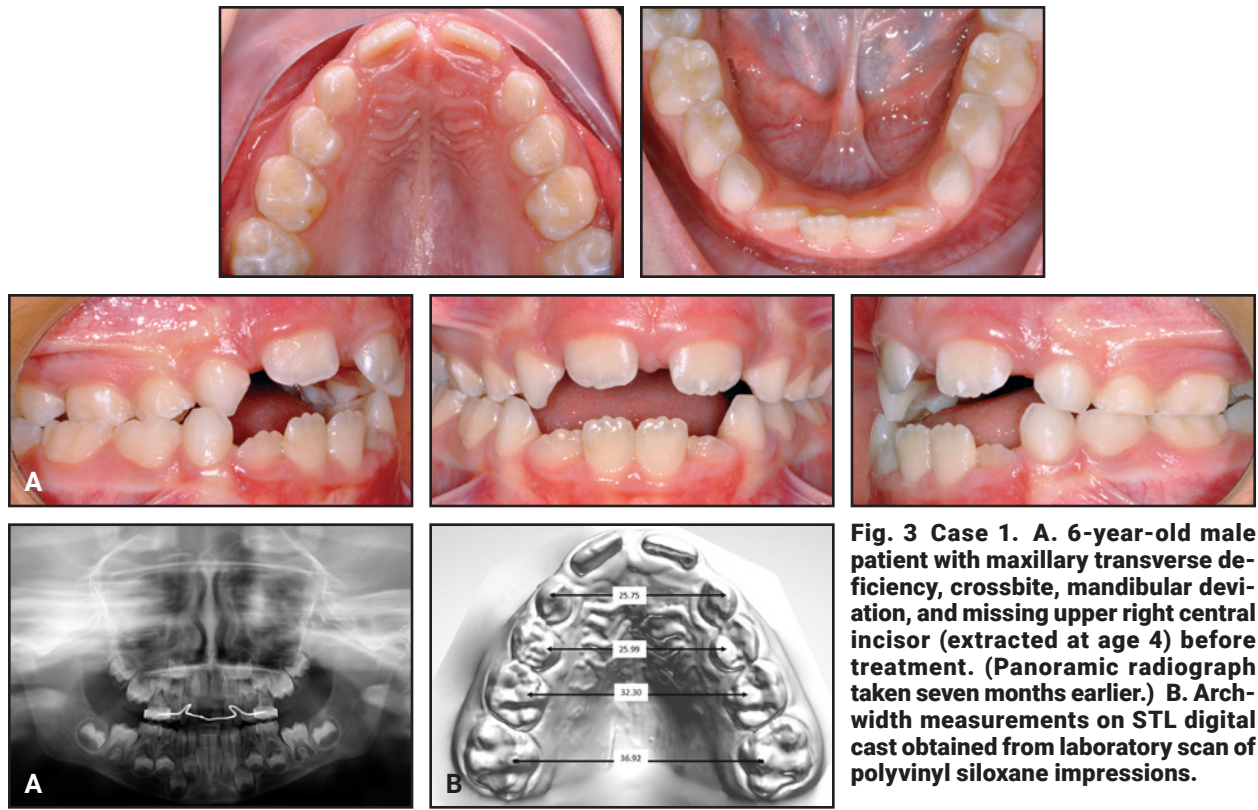 A
A
25.75
25.99
32.30
36.92
B
Fig. 3 Case 1. A. 6-year-old male
patient with maxillary transverse de-
ficiency, crossbite, mandibular devi-
ation, and missing upper right central
incisor (extracted at age 4) before
treatment. (Panoramic radiograph
taken seven months earlier.) B. Arch-
width measurements on STL digital
cast obtained from laboratory scan of
polyvinyl siloxane impressions.